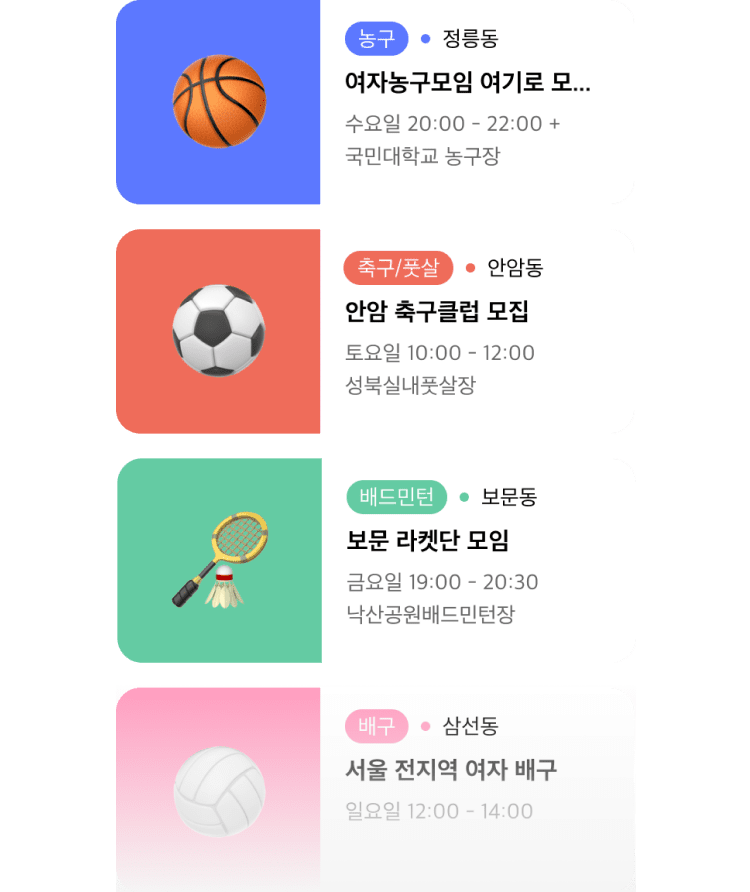 농구 • 정릉동
여자농구모임 여기로 모...
수요일 20:00 - 22:00 +
국민대학교 농구장
축구/풋살 • 안암동
안암 축구클럽 모집
토요일 10:00 - 12:00
성북실내풋살장
배드민턴 • 보문동
보문 라켓단 모임
금요일 19:00 - 20:30
낙산공원배드민턴장
배구 • 삼선동
서울 전지역 여자 배구
일요일 12:00 - 14:00